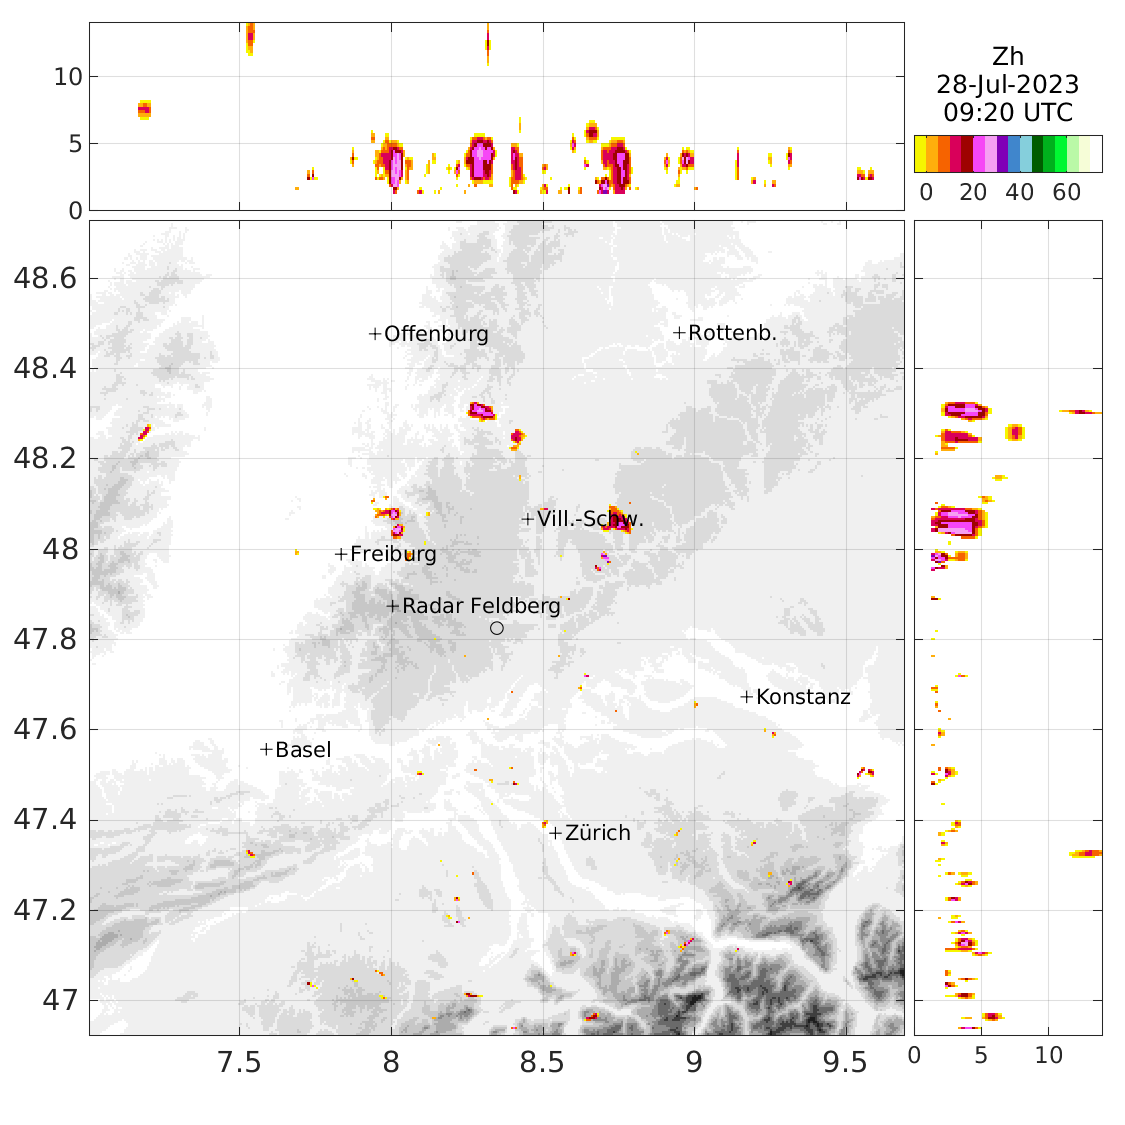 10
5
0
Zh
28-Jul-2023
09:20 UTC
0 20 40 60
48.6
48.4
48.2
48
47.8
47.6
47.4
47.2
47
Offenburg
Rottenb.
Vill.-Schw.
Freiburg
Radar Feldberg
Konstanz
Basel
Zürich
7.5 8 8.5 9 9.5
0 5 10